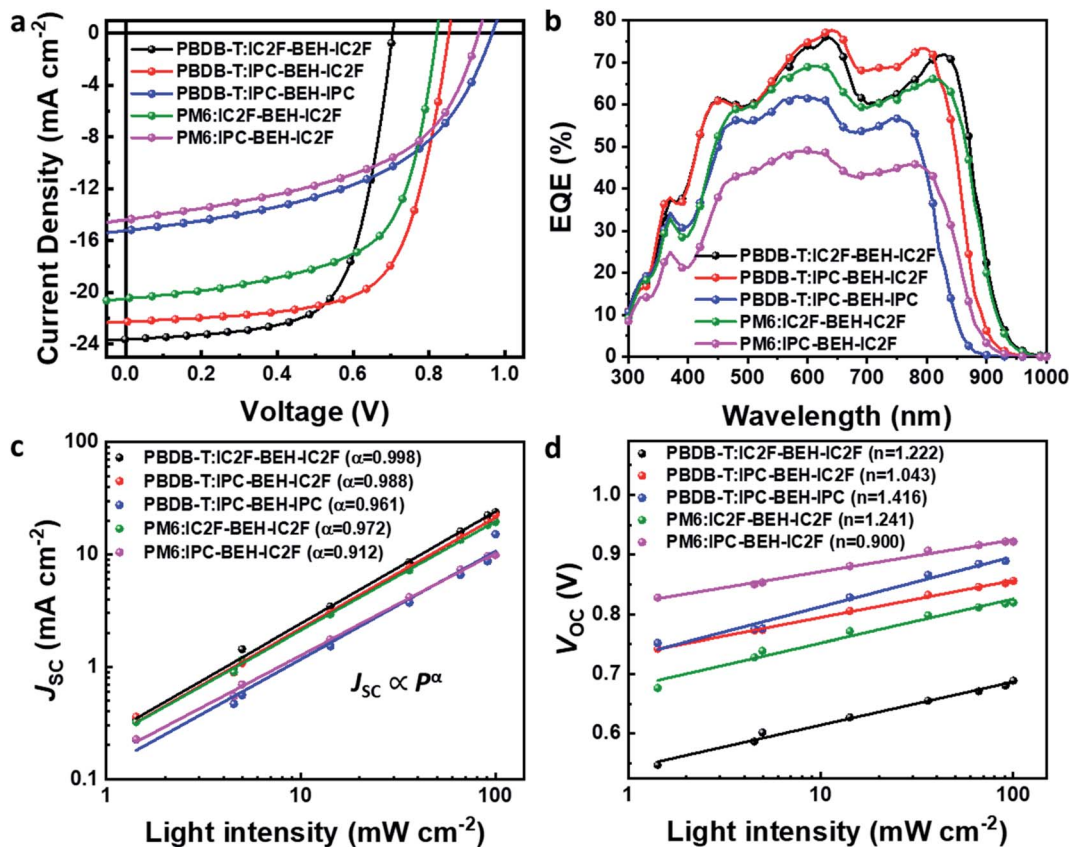 a
Current Density (mA cm-2)
0
-4
-8
-12
-16
-20
-24
PBDB-T:IC2F-BEH-IC2F
PBDB-T:IPC-BEH-IC2F
PBDB-T:IPC-BEH-IPC
PM6:IC2F-BEH-IC2F
PM6:IPC-BEH-IC2F
0.0 0.2 0.4 0.6 0.8 1.0
Voltage (V)
b
EQE (%)
80
70
60
50
40
30
20
10
0
PBDB-T:IC2F-BEH-IC2F
PBDB-T:IPC-BEH-IC2F
PBDB-T:IPC-BEH-IPC
PM6:IC2F-BEH-IC2F
PM6:IPC-BEH-IC2F
300 400 500 600 700 800 900 1000
Wavelength (nm)
c
JSC (mA cm-2)
100
10
1
0.1
PBDB-T:IC2F-BEH-IC2F (α=0.998)
PBDB-T:IPC-BEH-IC2F (α=0.988)
PBDB-T:IPC-BEH-IPC (α=0.961)
PM6:IC2F-BEH-IC2F (α=0.972)
PM6:IPC-BEH-IC2F (α=0.912)
JSC ∝ Pα
1 10 100
Light intensity (mW cm-2)
d
VOC (V)
1.0
0.9
0.8
0.7
0.6
PBDB-T:IC2F-BEH-IC2F (n=1.222)
PBDB-T:IPC-BEH-IC2F (n=1.043)
PBDB-T:IPC-BEH-IPC (n=1.416)
PM6:IC2F-BEH-IC2F (n=1.241)
PM6:IPC-BEH-IC2F (n=0.900)
1 10 100
Light intensity (mW cm-2)